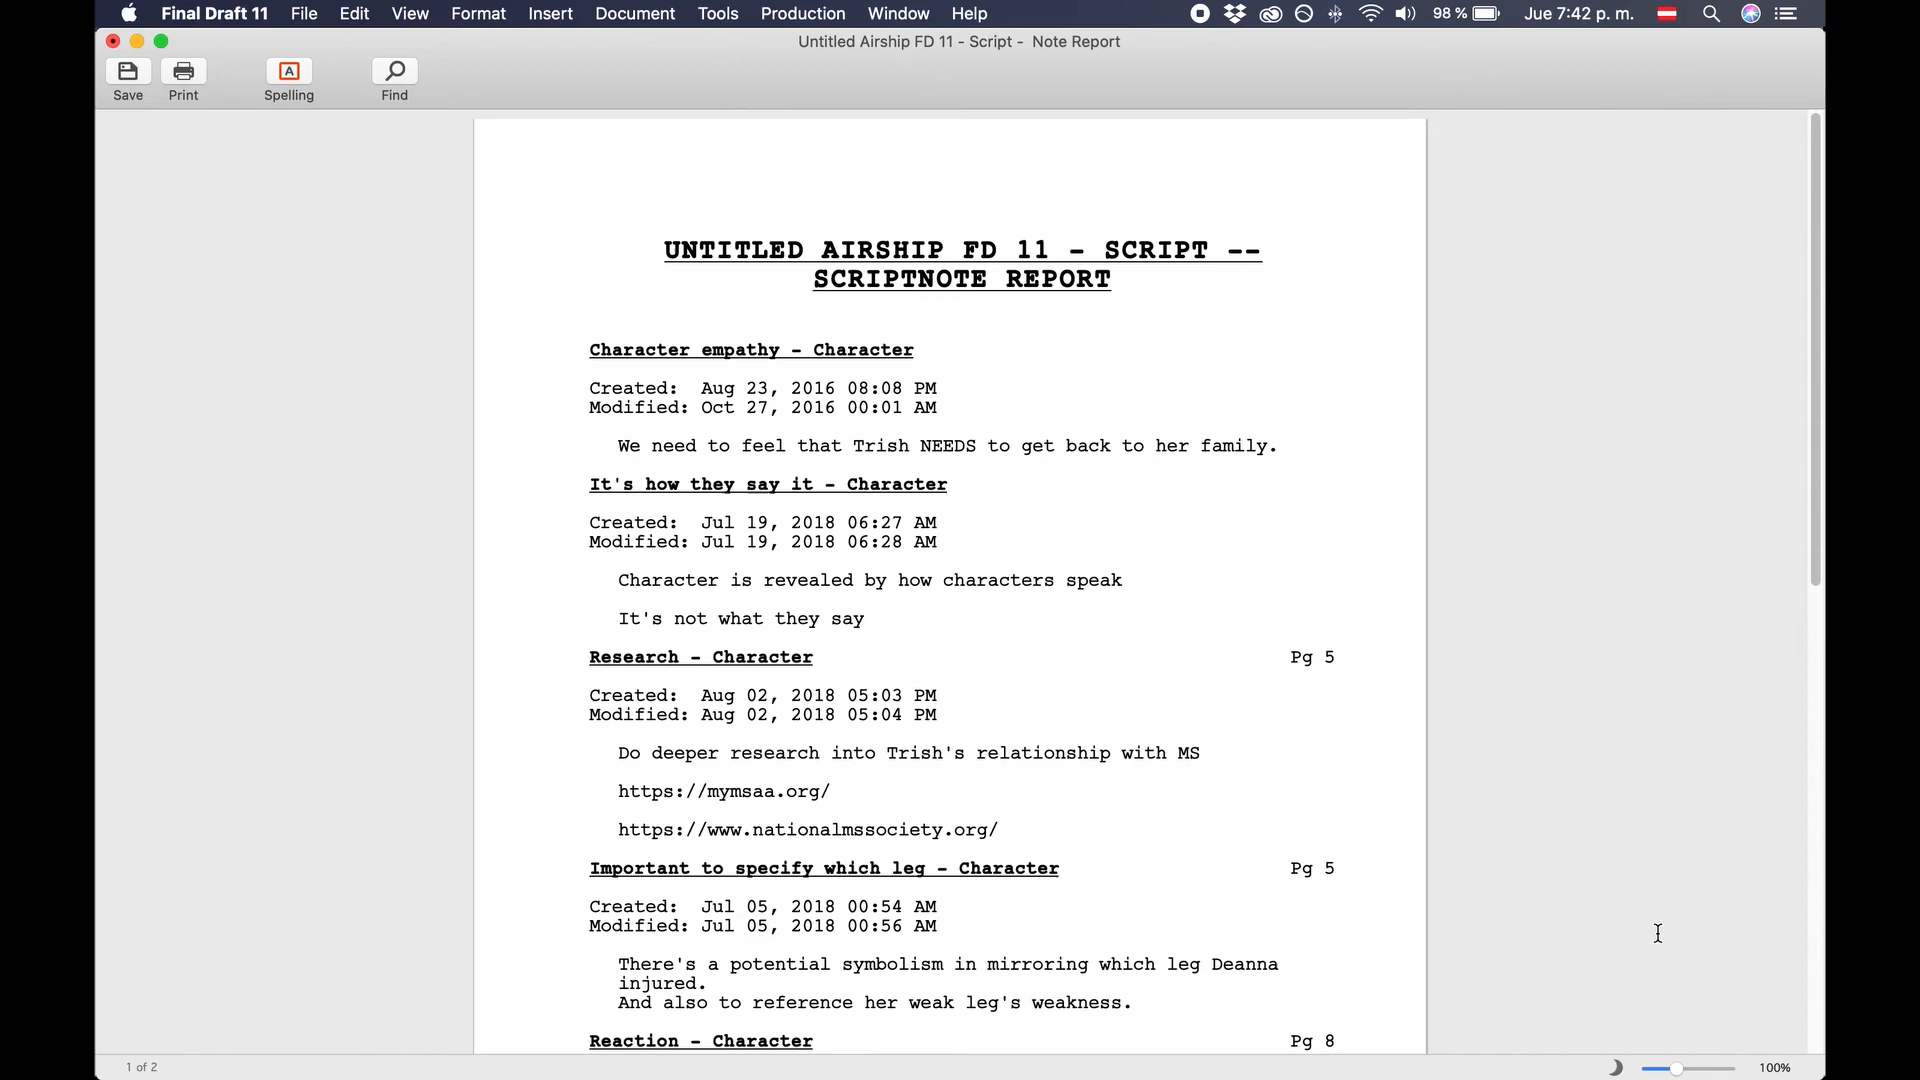 Final Draft 11 File Edit View Format Insert Document Tools Production Window Help 98 % Jue 7:42 p. m.
Untitled Airship FD 11 - Script - Note Report
Save Print Spelling Find
UNTITLED AIRSHIP FD 11 - SCRIPT --
SCRIPTNOTE REPORT
Character empathy - Character
Created: Aug 23, 2016 08:08 PM
Modified: Oct 27, 2016 00:01 AM
We need to feel that Trish NEEDS to get back to her family.
It's how they say it - Character
Created: Jul 19, 2018 06:27 AM
Modified: Jul 19, 2018 06:28 AM
Character is revealed by how characters speak
It's not what they say
Research - Character Pg 5
Created: Aug 02, 2018 05:03 PM
Modified: Aug 02, 2018 05:04 PM
Do deeper research into Trish's relationship with MS
https://mymsaa.org/
https://www.nationalmssociety.org/
Important to specify which leg - Character Pg 5
Created: Jul 05, 2018 00:54 AM
Modified: Jul 05, 2018 00:56 AM
There's a potential symbolism in mirroring which leg Deanna
injured.
And also to reference her weak leg's weakness.
Reaction - Character Pg 8
1 of 2 100%